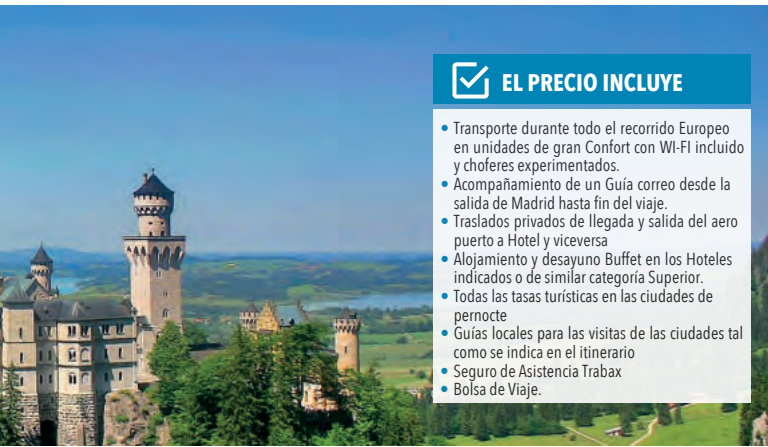 EL PRECIO INCLUYE
• Transporte durante todo el recorrido Europeo
en unidades de gran Confort con WI-FI incluido
y choferes experimentados.
• Acompañamiento de un Guía correo desde la
salida de Madrid hasta fin del viaje.
• Traslados privados de llegada y salida del aero
puerto a Hotel y viceversa
• Alojamiento y desayuno Buffet en los Hoteles
indicados o de similar categoría Superior.
• Todas las tasas turísticas en las ciudades de
pernocte
• Guías locales para las visitas de las ciudades tal
como se indica en el itinerario
• Seguro de Asistencia Trabax
• Bolsa de Viaje.